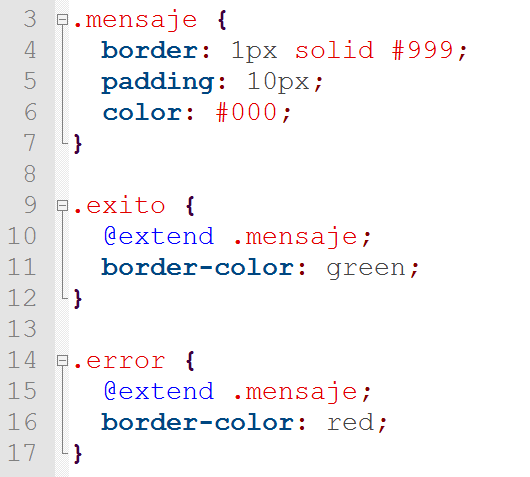 3 .mensaje {
4   border: 1px solid #999;
5   padding: 10px;
6   color: #000;
7 }
8
9 .exito {
10   @extend .mensaje;
11   border-color: green;
12 }
13
14 .error {
15   @extend .mensaje;
16   border-color: red;
17 }